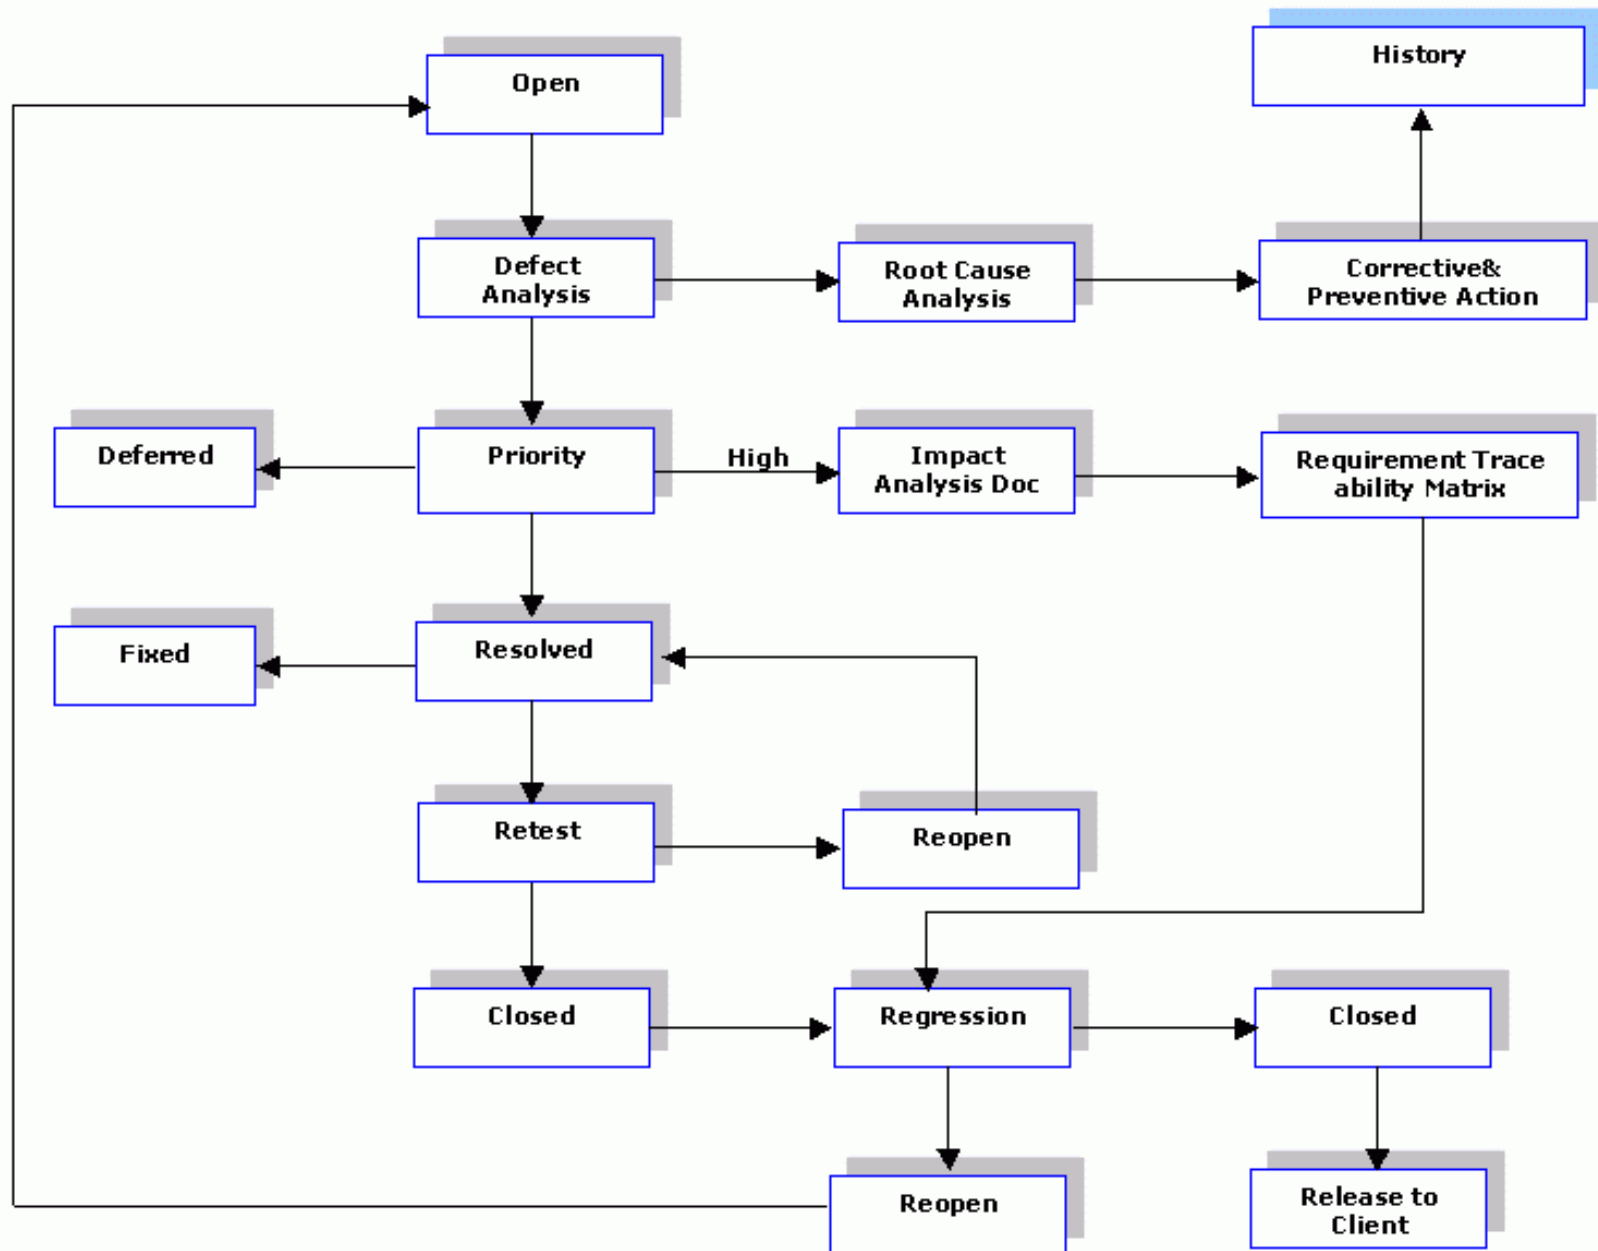 Open
History
Defect
Analysis
Root Cause
Analysis
Corrective&
Preventive Action
Deferred
Priority
High
Impact
Analysis Doc
Requirement Trace
ability Matrix
Fixed
Resolved
Retest
Reopen
Closed
Regression
Closed
Reopen
Release to
Client